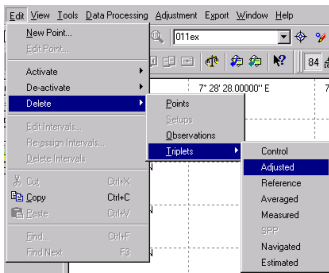 Edit View Tools Data Processing Adjustment Export Window Help
New Point...
Edit Point...
011ex
84
Activate
De-activate
Delete
7° 28' 28.00000" E
7
Points
Setups
Observations
Triplets
Edit Intervals...
Re-assign Intervals...
Delete Intervals
Control
Adjusted
Reference
Averaged
Measured
SPP
Navigated
Estimated
Cut Ctrl+X
Copy Ctrl+C
Paste Ctrl+V
Find... Ctrl+F
Find Next F3